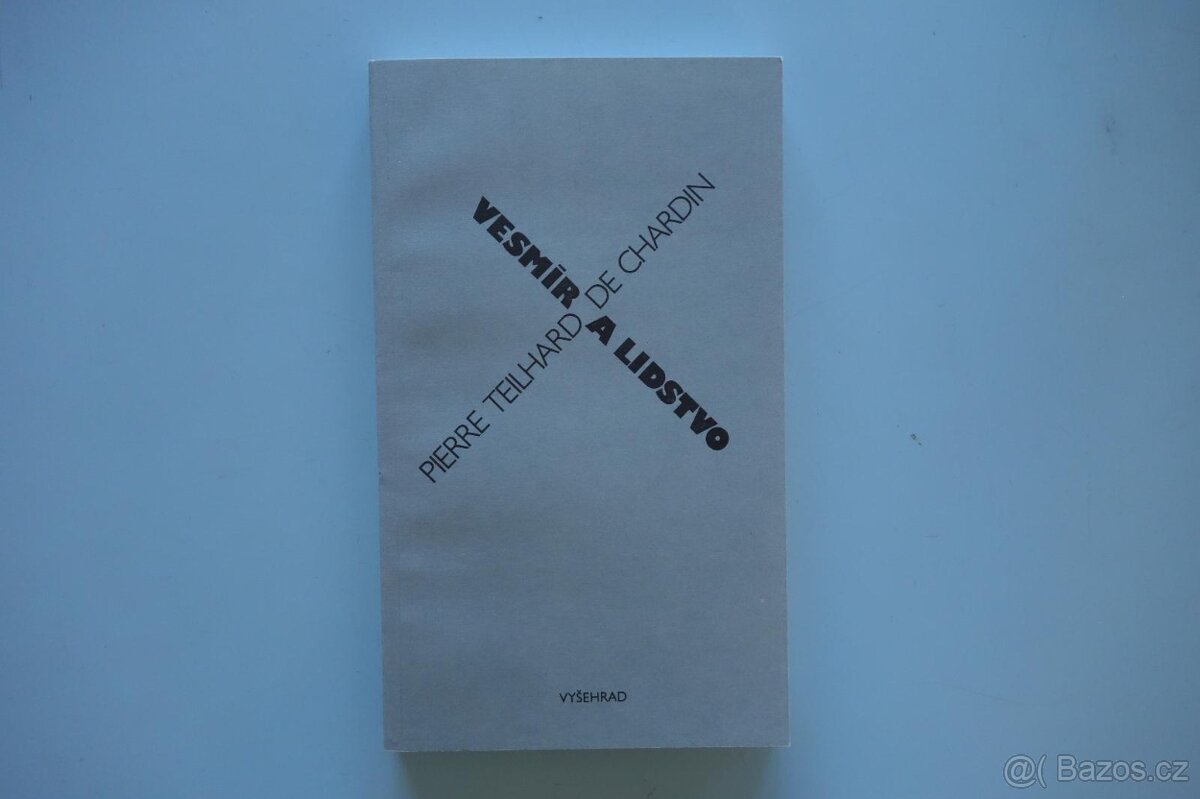 VESMÍR A LIDSTVO
PIERRE TEILHARD DE CHARDIN
VYŠEHRAD
@( Bazos.cz